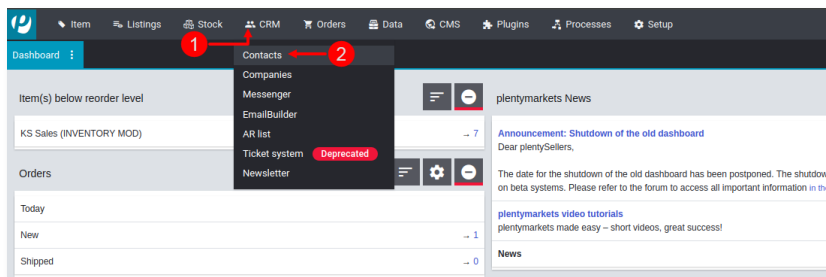 Item
Listings
Stock
CRM
Orders
Data
CMS
Plugins
Processes
Setup
1
Dashboard
Contacts
2
Companies
Messenger
EmailBuilder
AR list
Ticket system Deprecated
Newsletter
Item(s) below reorder level
KS Sales (INVENTORY MOD)
→ 7
Orders
Today
New
→ 1
Shipped
→ 0
plentymarkets News
Announcement: Shutdown of the old dashboard
Dear plentySellers,
The date for the shutdown of the old dashboard has been postponed. The shutdow
on beta systems. Please refer to the forum to access all important information in the
plentymarkets video tutorials
plentymarkets made easy – short videos, great success!
News